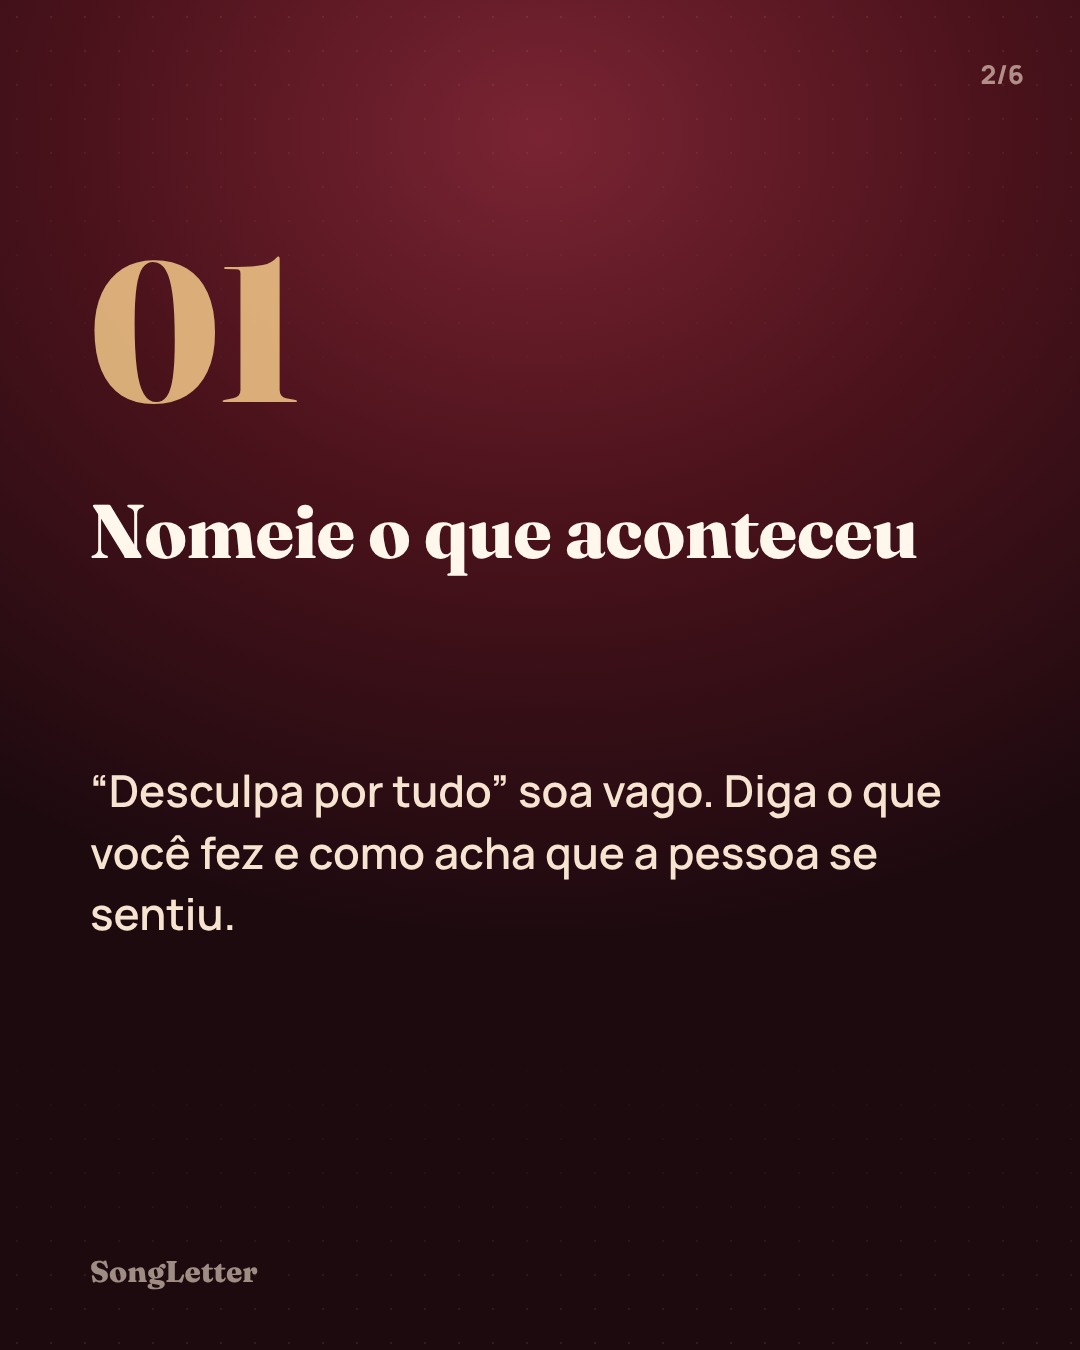 2/6
01
Nomeie o que aconteceu
“Desculpa por tudo” soa vago. Diga o que
você fez e como acha que a pessoa se
sentiu.
SongLetter